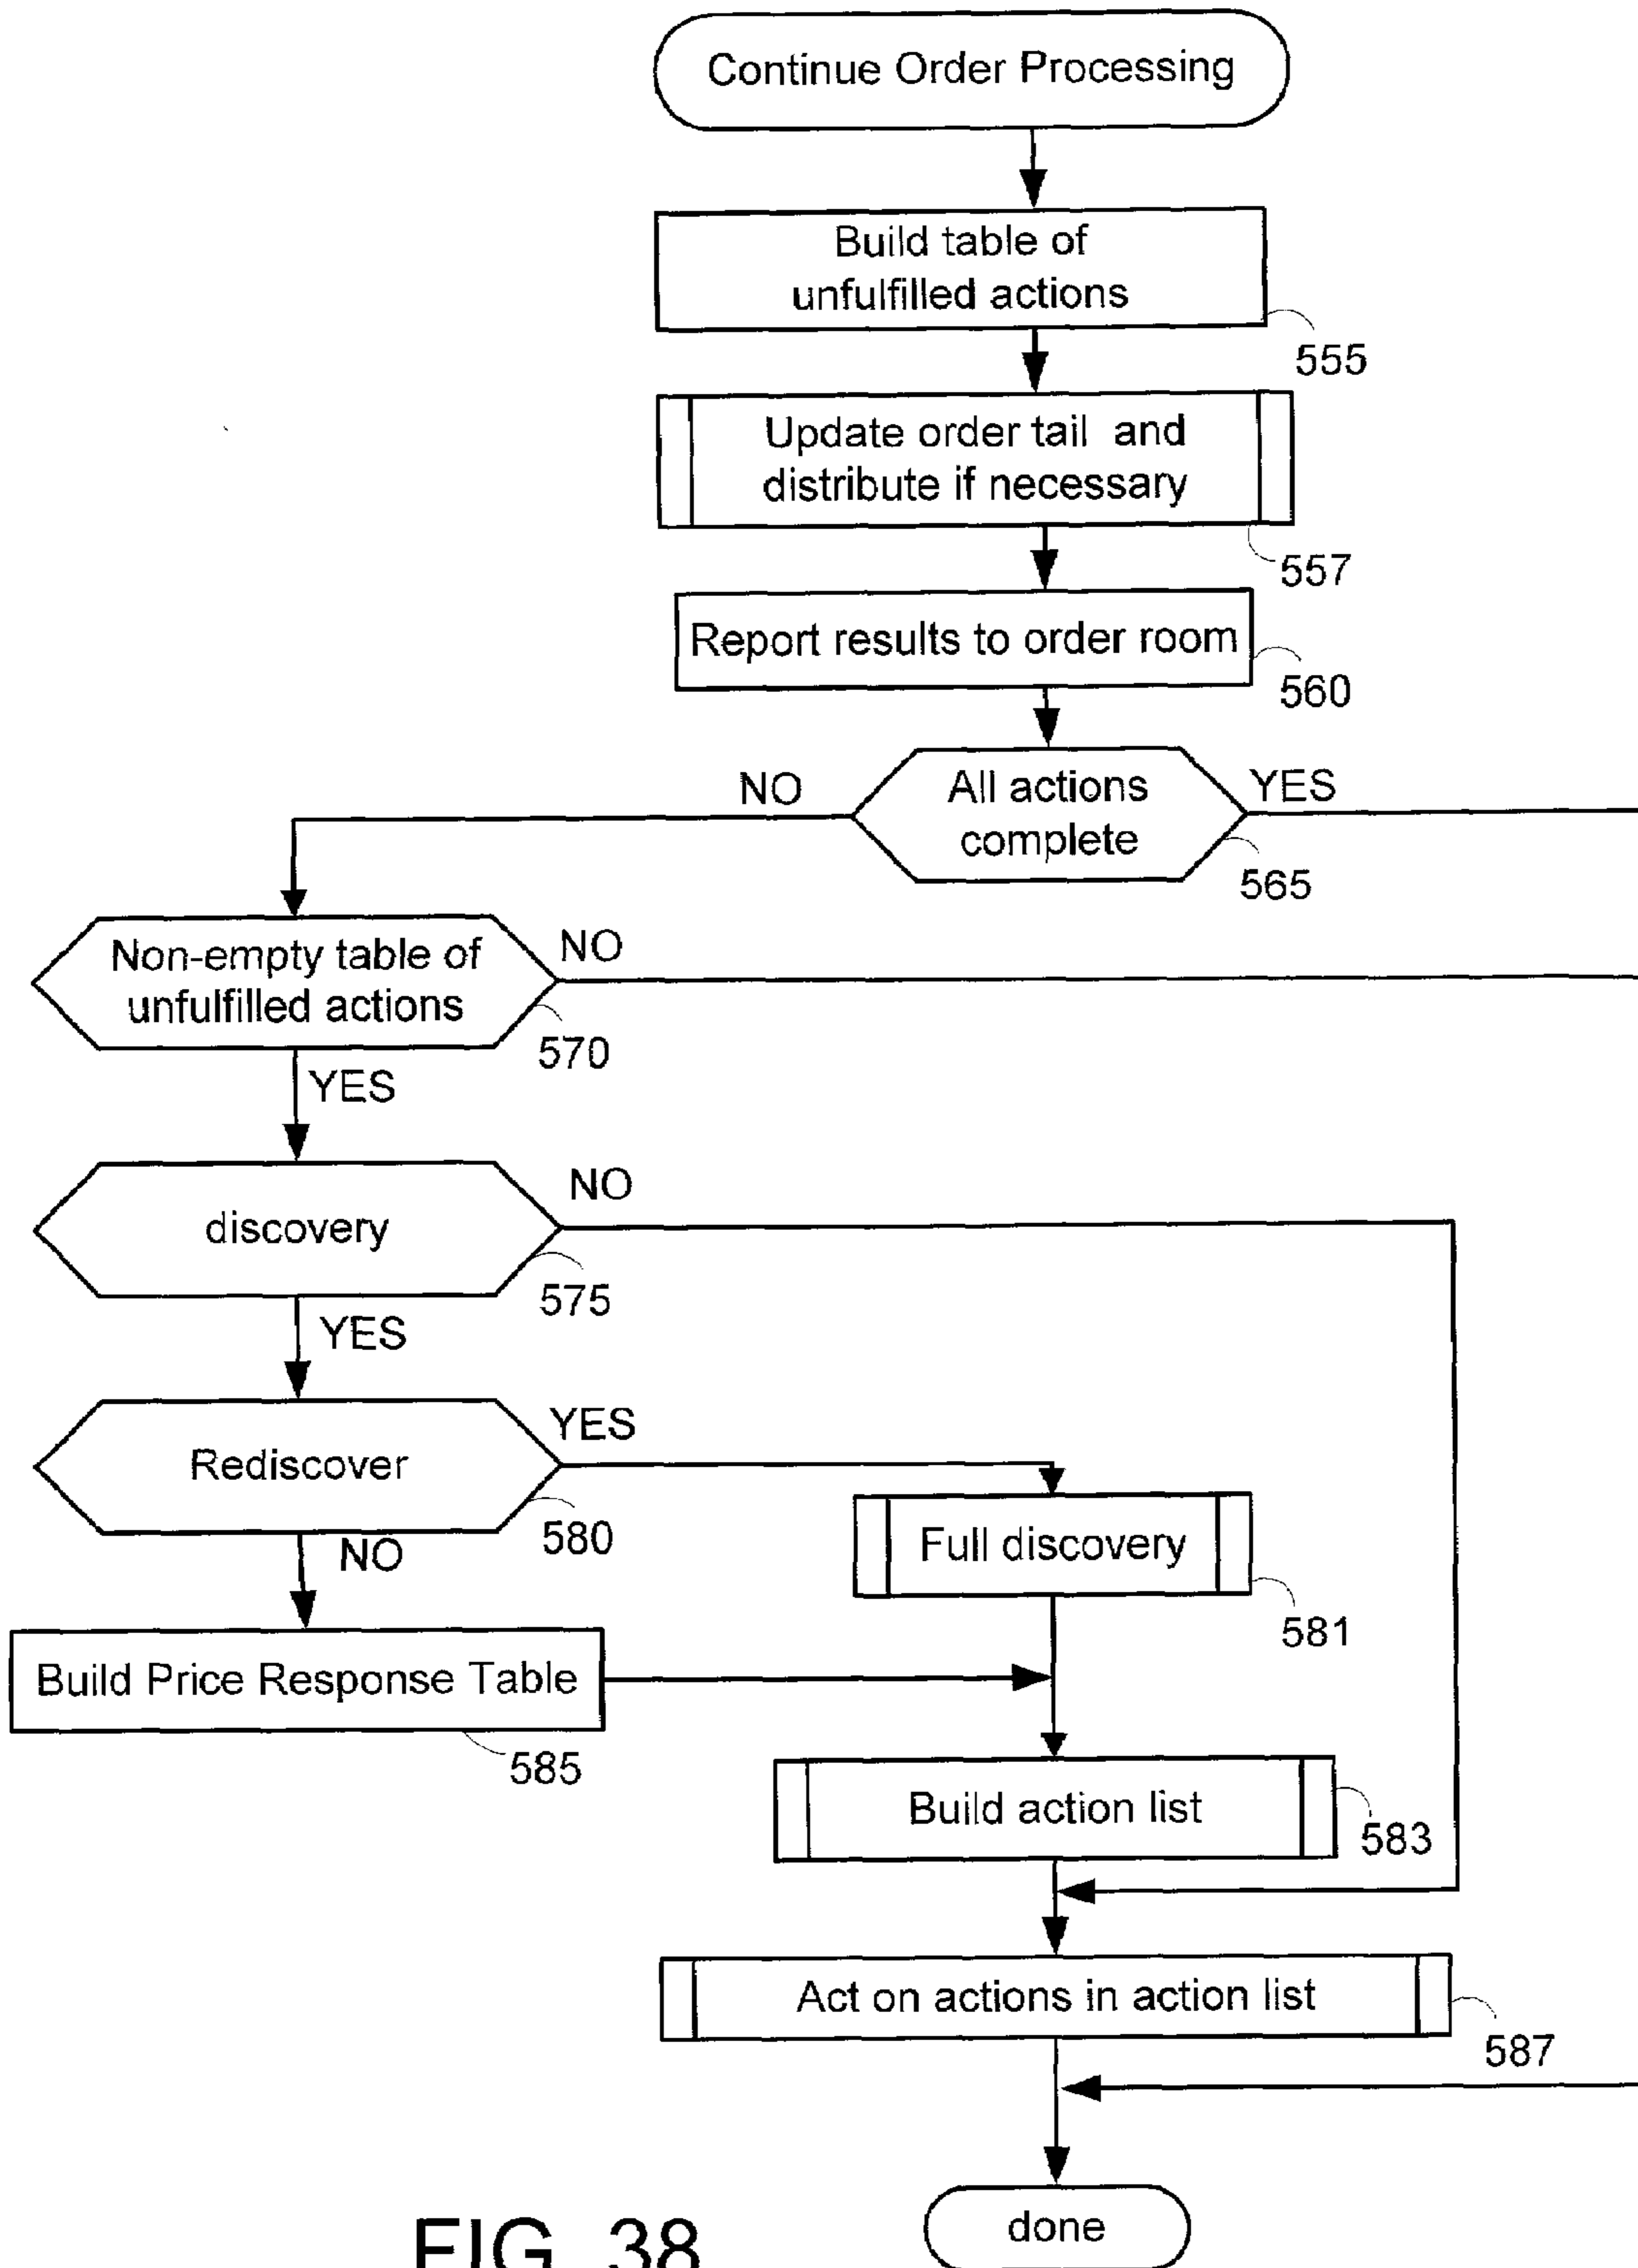 Continue Order Processing
Build table of
unfulfilled actions
555
Update order tail and
distribute if necessary
557
Report results to order room
560
NO
All actions
complete
YES
565
Non-empty table of
unfulfilled actions
NO
570
YES
discovery
NO
575
YES
Rediscover
YES
580
NO
Full discovery
581
Build Price Response Table
585
Build action list
583
Act on actions in action list
587
done
FIG. 38